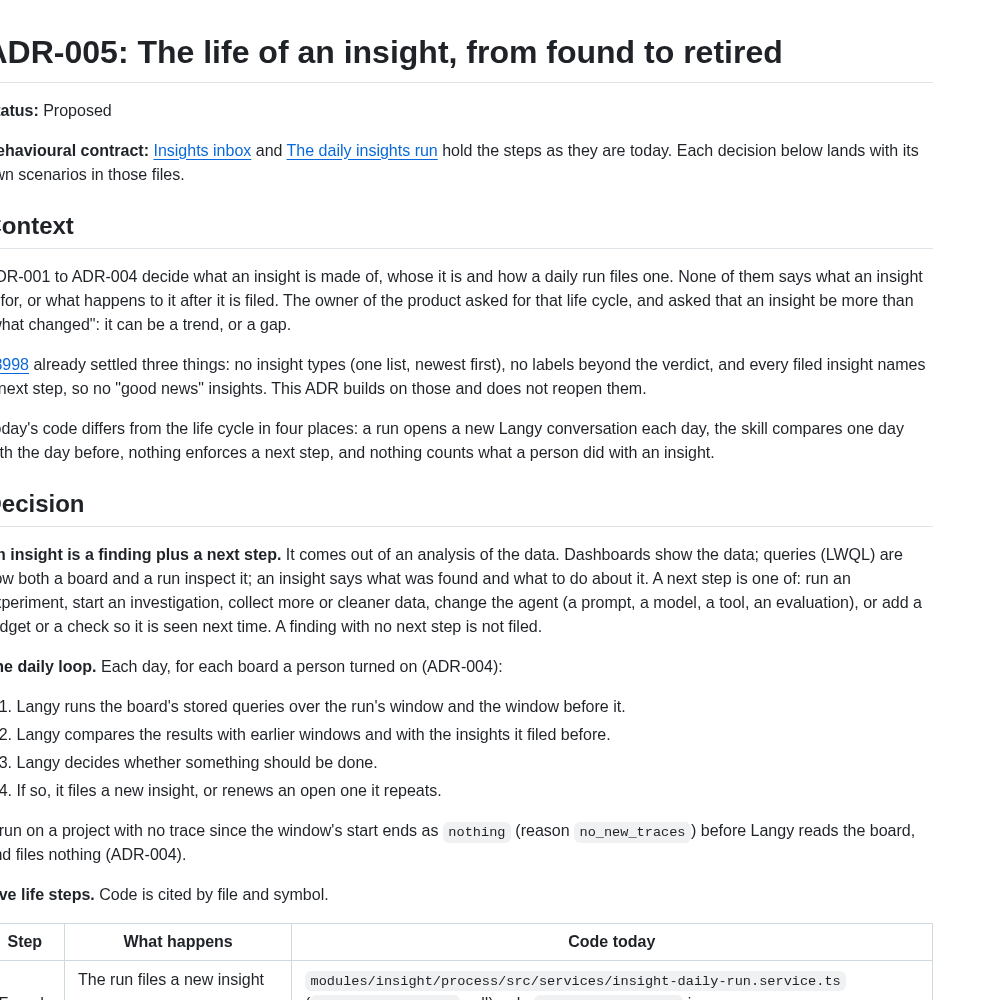 ADR-005: The life of an insight, from found to retired
Proposed
contract: Insights inbox and The daily insights run hold the steps as they are today. Each decision below lands with its
scenarios in those files.
ADR-001 to ADR-004 decide what an insight is made of, whose it is and how a daily run files one. None of them says what an insight
for, or what happens to it after it is filed. The owner of the product asked for that life cycle, and asked that an insight be more than
changed": it can be a trend, or a gap.
already settled three things: no insight types (one list, newest first), no labels beyond the verdict, and every filed insight names
next step, so no "good news" insights. This ADR builds on those and does not reopen them.
code differs from the life cycle in four places: a run opens a new Langy conversation each day, the skill compares one day
the day before, nothing enforces a next step, and nothing counts what a person did with an insight.
insight is a finding plus a next step. It comes out of an analysis of the data. Dashboards show the data; queries (LWQL) are
both a board and a run inspect it; an insight says what was found and what to do about it. A next step is one of: run an
start an investigation, collect more or cleaner data, change the agent (a prompt, a model, a tool, an evaluation), or add a
or a check so it is seen next time. A finding with no next step is not filed.
daily loop. Each day, for each board a person turned on (ADR-004):
1. Langy runs the board's stored queries over the run's window and the window before it.
2. Langy compares the results with earlier windows and with the insights it filed before.
3. Langy decides whether something should be done.
4. If so, it files a new insight, or renews an open one it repeats.
run on a project with no trace since the window's start ends as nothing (reason no_new_traces) before Langy reads the board,
files nothing (ADR-004).
life steps. Code is cited by file and symbol.
Step What happens Code today
The run files a new insight modules/insight/process/src/services/insight-daily-run.service.ts